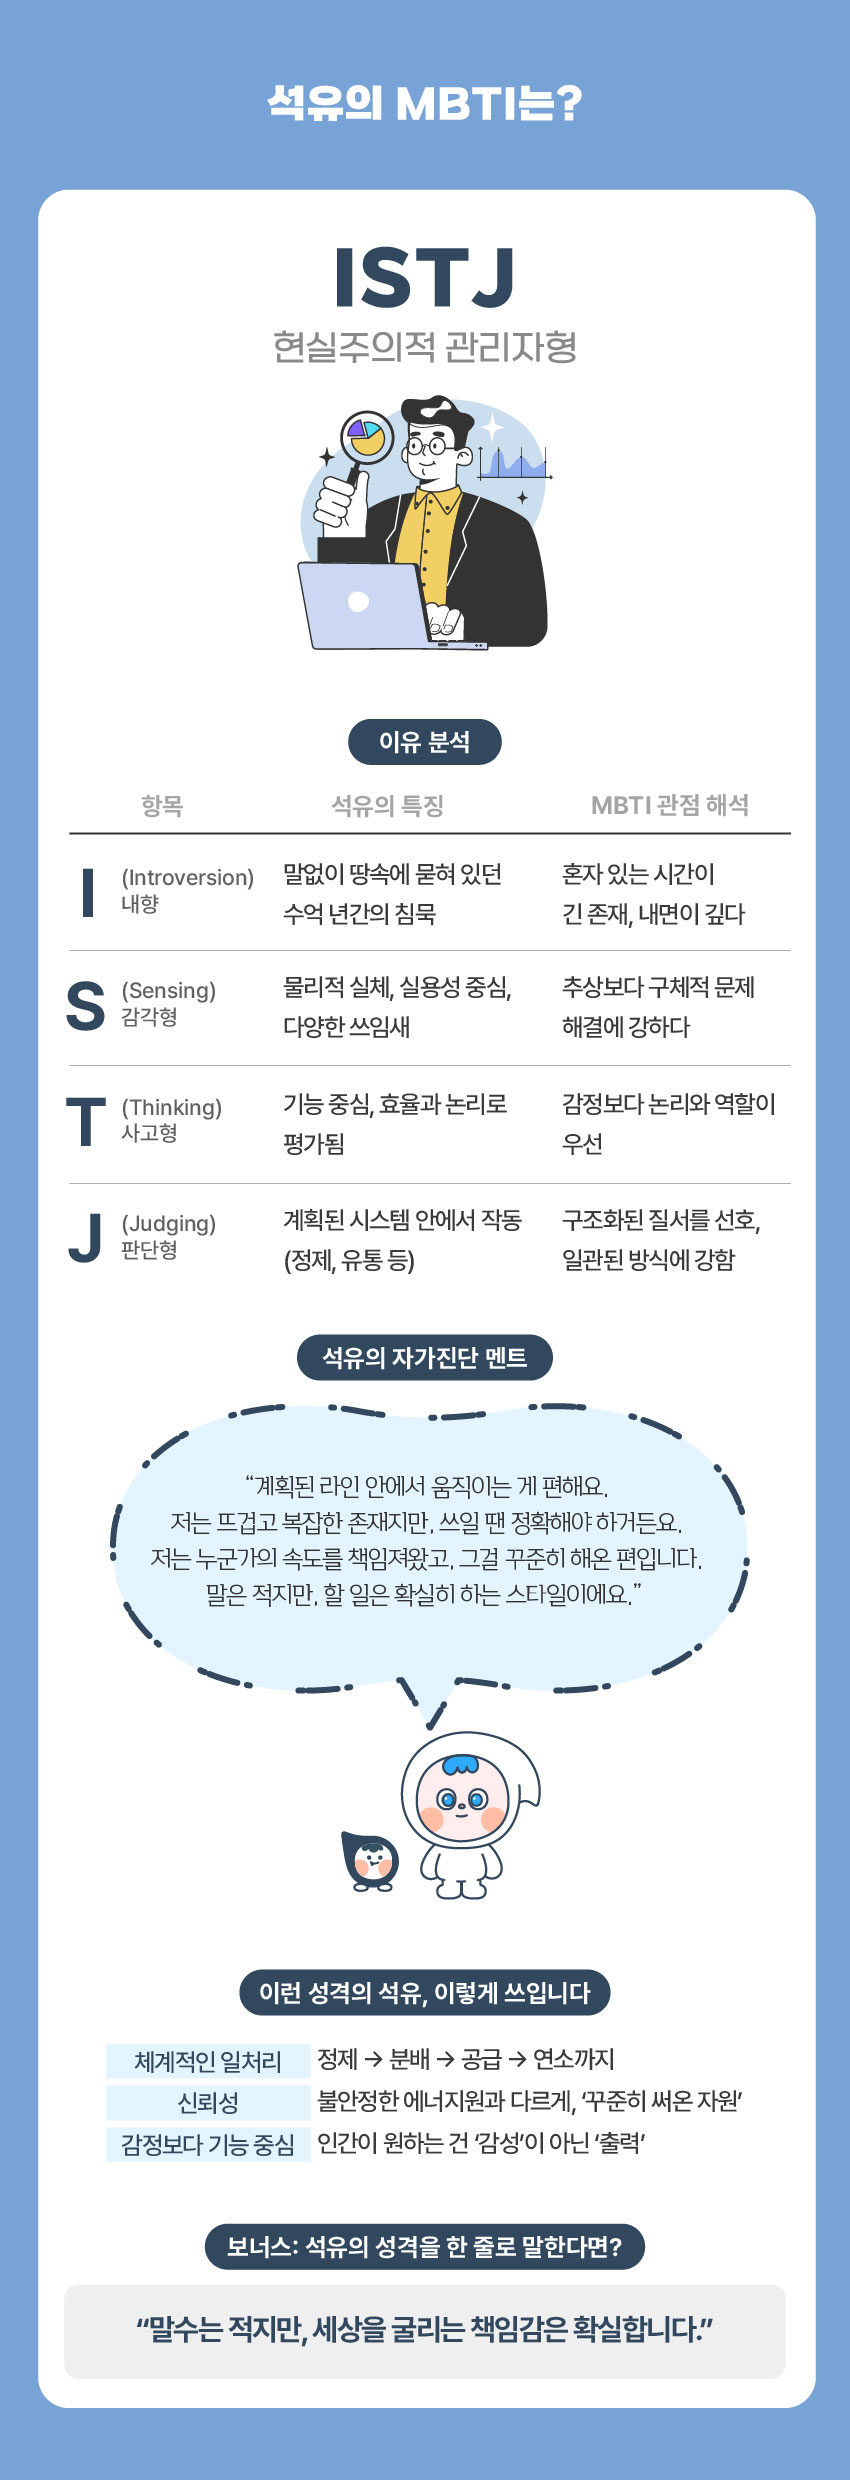 석유의 MBTI는?
ISTJ
현실주의적 관리자형
이유 분석
항목 석유의 특징 MBTI 관점 해석
I (Introversion) 내향
말없이 땅속에 묻혀 있던
수억 년간의 침묵
혼자 있는 시간이
긴 존재, 내면이 깊다
S (Sensing) 감각형
물리적 실체, 실용성 중심,
다양한 쓰임새
추상보다 구체적 문제
해결에 강하다
T (Thinking) 사고형
기능 중심, 효율과 논리로
평가됨
감정보다 논리와 역할이
우선
J (Judging) 판단형
계획된 시스템 안에서 작동
(정제, 유통 등)
구조화된 질서를 선호,
일관된 방식에 강함
석유의 자가진단 멘트
“계획된 라인 안에서 움직이는 게 편해요.
저는 뜨겁고 복잡한 존재지만, 쓰일 땐 정확해야 하거든요.
저는 누군가의 속도를 책임져왔고, 그걸 꾸준히 해온 편입니다.
말은 적지만, 할 일은 확실히 하는 스타일이에요.”
이런 성격의 석유, 이렇게 쓰입니다
체계적인 일처리 정제 → 분배 → 공급 → 연소까지
신뢰성 불안정한 에너지원과 다르게, ‘꾸준히 써온 자원’
감정보다 기능 중심 인간이 원하는 건 ‘감성’이 아닌 ‘출력’
보너스: 석유의 성격을 한 줄로 말한다면?
“말수는 적지만, 세상을 굴리는 책임감은 확실합니다.”